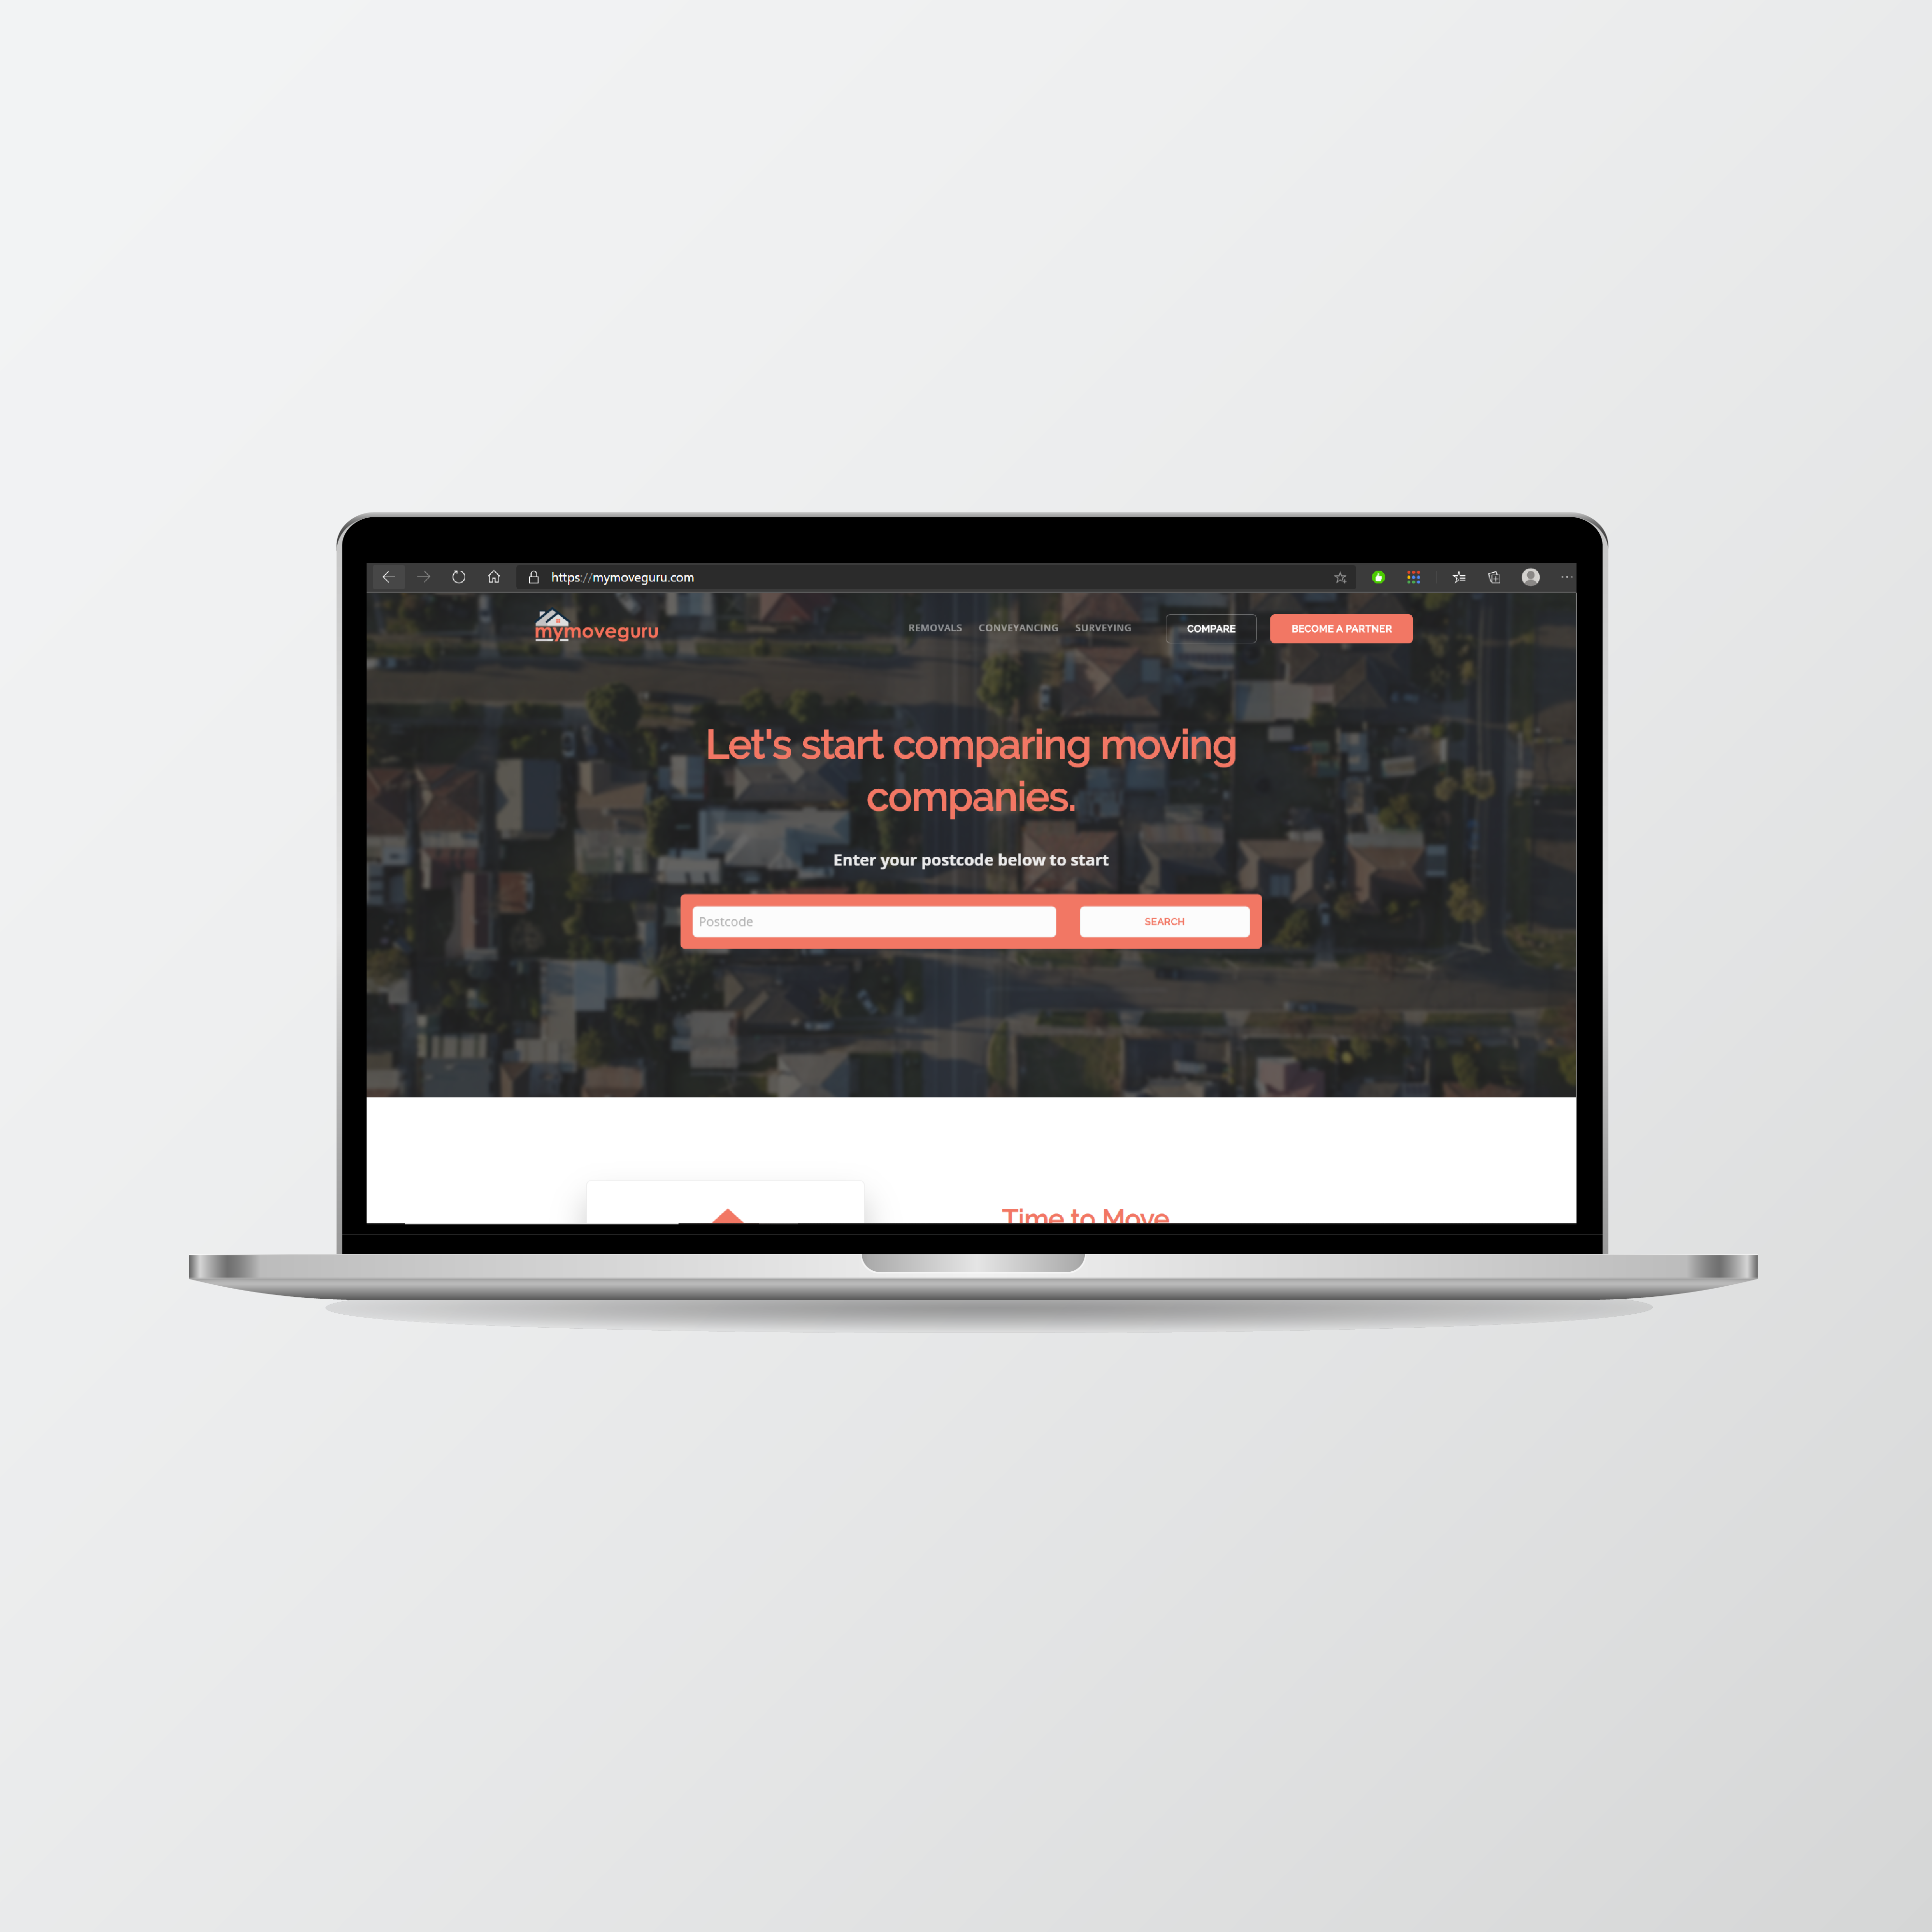 https://mymoveguru.com
mymoveguru
REMOVALS CONVEYANCING SURVEYING COMPARE BECOME A PARTNER
Let's start comparing moving
companies.
Enter your postcode below to start
Postcode SEARCH
Time to Move